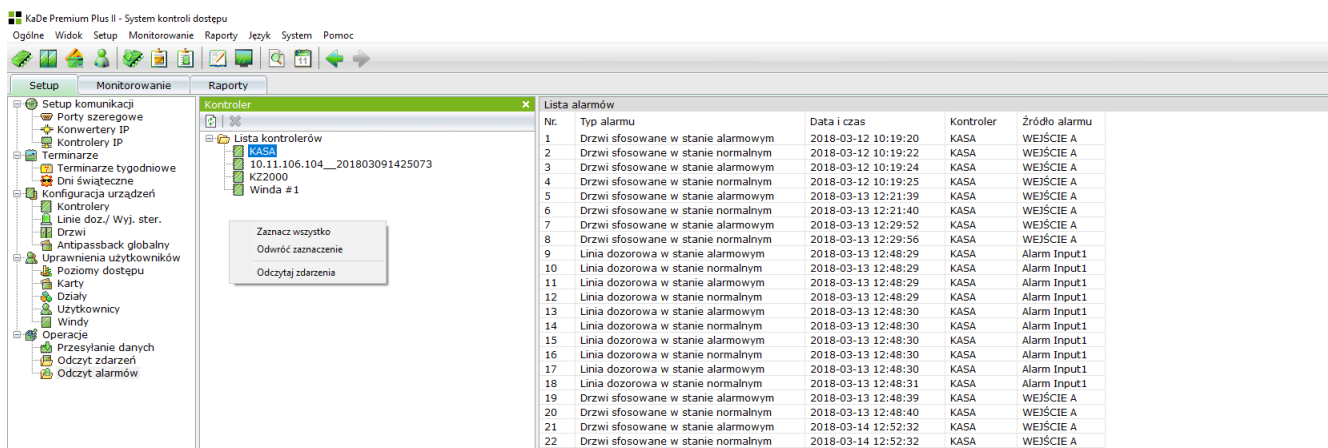 KaDe Premium Plus II - System kontroli dostępu
Ogólne Widok Setup Monitorowanie Raporty Język System Pomoc
11
Setup Monitorowanie Raporty
Setup komunikacji
Porty szeregowe
Konwertery IP
Kontrolery IP
Terminarze
Terminarze tygodniowe
Dni świąteczne
Konfiguracja urządzeń
Kontrolery
Linie doz./ Wyj. ster.
Drzwi
Antipassback globalny
Uprawnienia użytkowników
Poziomy dostępu
Karty
Działy
Użytkownicy
Windy
Operacje
Przesyłanie danych
Odczyt zdarzeń
Odczyt alarmów
Kontroler
Lista kontrolerów
KASA
10.11.106.104__201803091425073
KZ2000
Winda #1
Zaznacz wszystko
Odwróć zaznaczenie
Odczytaj zdarzenia
Lista alarmów
Nr. Typ alarmu Data i czas Kontroler Źródło alarmu
1 Drzwi sfosowane w stanie alarmowym 2018-03-12 10:19:20 KASA WEJŚCIE A
2 Drzwi sfosowane w stanie normalnym 2018-03-12 10:19:22 KASA WEJŚCIE A
3 Drzwi sfosowane w stanie alarmowym 2018-03-12 10:19:24 KASA WEJŚCIE A
4 Drzwi sfosowane w stanie normalnym 2018-03-12 10:19:25 KASA WEJŚCIE A
5 Drzwi sfosowane w stanie alarmowym 2018-03-13 12:21:39 KASA WEJŚCIE A
6 Drzwi sfosowane w stanie normalnym 2018-03-13 12:21:40 KASA WEJŚCIE A
7 Drzwi sfosowane w stanie alarmowym 2018-03-13 12:29:52 KASA WEJŚCIE A
8 Drzwi sfosowane w stanie normalnym 2018-03-13 12:29:56 KASA WEJŚCIE A
9 Linia dozorowa w stanie alarmowym 2018-03-13 12:48:29 KASA Alarm Input1
10 Linia dozorowa w stanie normalnym 2018-03-13 12:48:29 KASA Alarm Input1
11 Linia dozorowa w stanie alarmowym 2018-03-13 12:48:29 KASA Alarm Input1
12 Linia dozorowa w stanie normalnym 2018-03-13 12:48:29 KASA Alarm Input1
13 Linia dozorowa w stanie alarmowym 2018-03-13 12:48:30 KASA Alarm Input1
14 Linia dozorowa w stanie normalnym 2018-03-13 12:48:30 KASA Alarm Input1
15 Linia dozorowa w stanie alarmowym 2018-03-13 12:48:30 KASA Alarm Input1
16 Linia dozorowa w stanie normalnym 2018-03-13 12:48:30 KASA Alarm Input1
17 Linia dozorowa w stanie alarmowym 2018-03-13 12:48:30 KASA Alarm Input1
18 Linia dozorowa w stanie normalnym 2018-03-13 12:48:31 KASA Alarm Input1
19 Drzwi sfosowane w stanie alarmowym 2018-03-13 12:48:39 KASA WEJŚCIE A
20 Drzwi sfosowane w stanie normalnym 2018-03-13 12:48:40 KASA WEJŚCIE A
21 Drzwi sfosowane w stanie alarmowym 2018-03-14 12:52:32 KASA WEJŚCIE A
22 Drzwi sfosowane w stanie normalnym 2018-03-14 12:52:32 KASA WEJŚCIE A